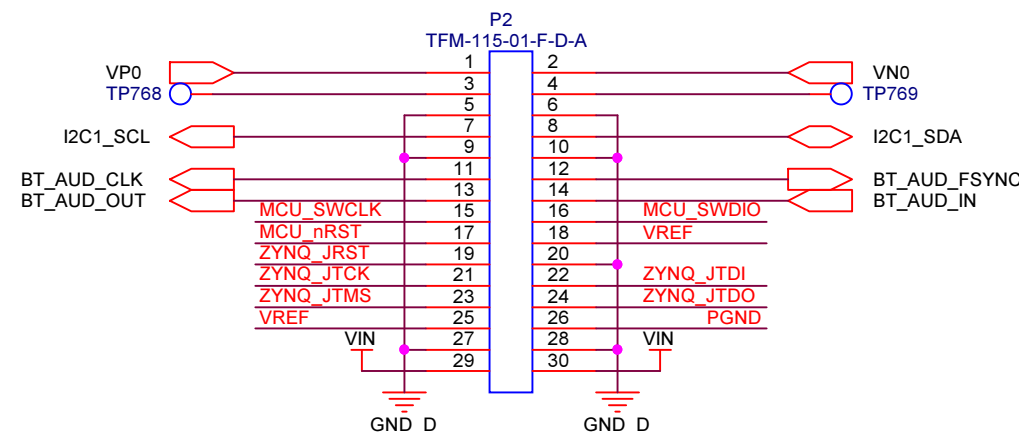 P2
TFM-115-01-F-D-A
VP0 1 2 VN0
TP768 3 4 TP769
5 6
I2C1_SCL 7 8 I2C1_SDA
9 10
BT_AUD_CLK 11 12 BT_AUD_FSYNC
BT_AUD_OUT 13 14 BT_AUD_IN
MCU_SWCLK 15 16 MCU_SWDIO
MCU_nRST 17 18 VREF
ZYNQ_JRST 19 20
ZYNQ_JTCK 21 22 ZYNQ_JTDI
ZYNQ_JTMS 23 24 ZYNQ_JTDO
VREF 25 26 PGND
VIN 27 28 VIN
29 30
GND_D GND_D